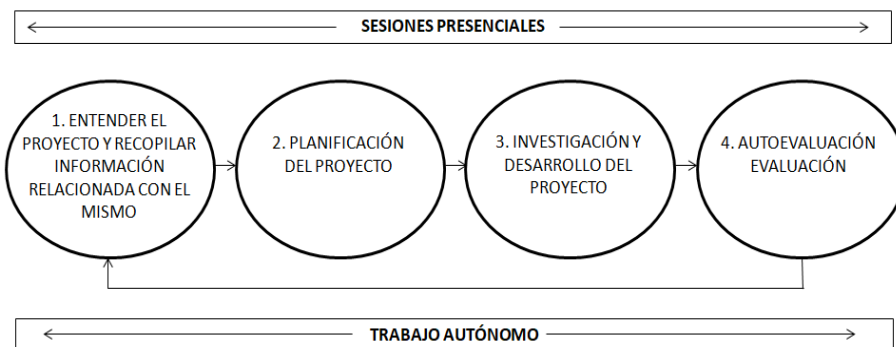 SESIONES PRESENCIALES
1. ENTENDER EL
PROYECTO Y RECOPILAR
INFORMACIÓN
RELACIONADA CON EL
MISMO
2. PLANIFICACIÓN
DEL PROYECTO
3. INVESTIGACIÓN Y
DESARROLLO DEL
PROYECTO
4. AUTOEVALUACIÓN
EVALUACIÓN
TRABAJO AUTÓNOMO